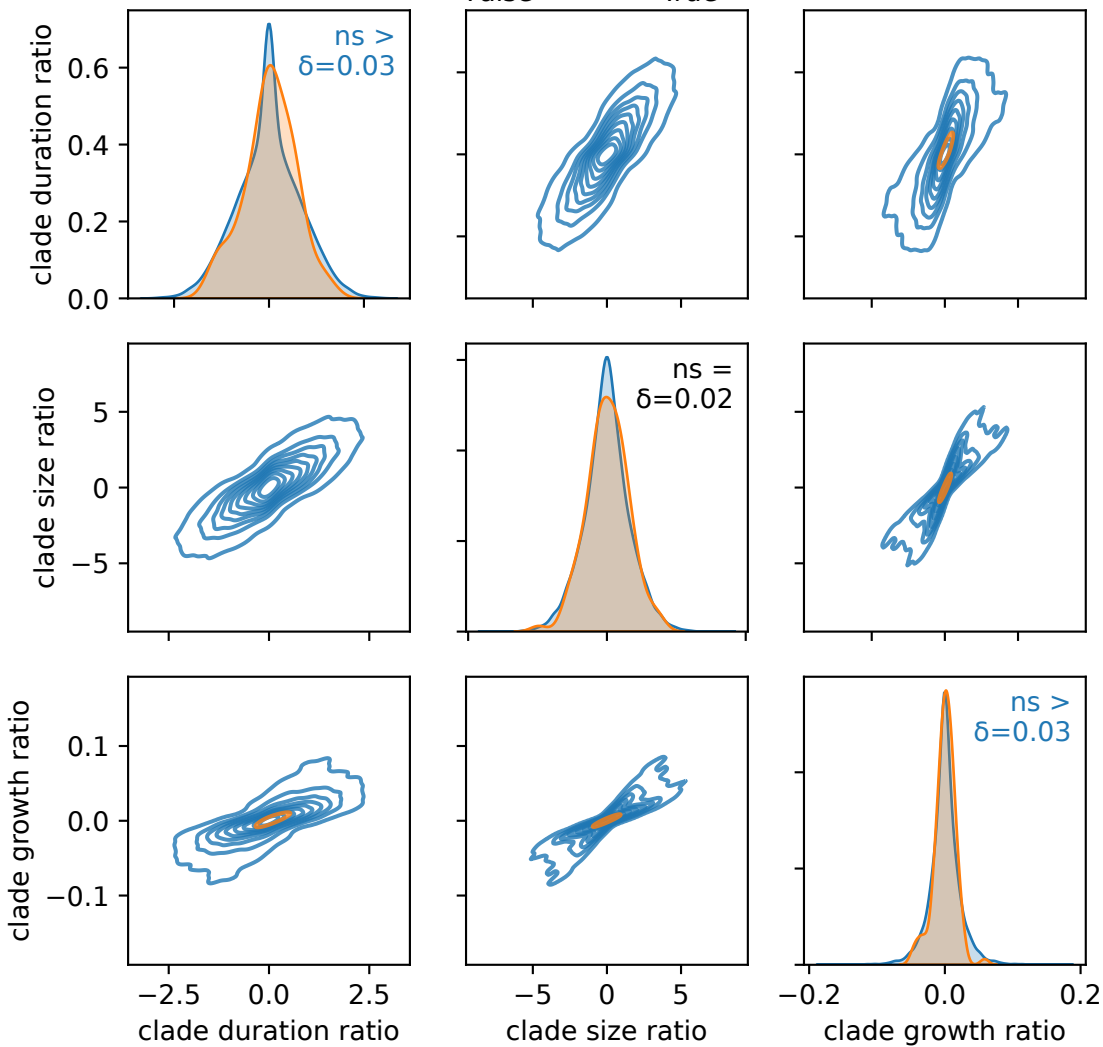 clade duration ratio
0.6
0.4
0.2
0.0
ns >
δ=0.03
clade size ratio
5
0
−5
ns =
δ=0.02
clade growth ratio
0.1
0.0
−0.1
ns >
δ=0.03
−2.5 0.0 2.5
−5 0 5
−0.2 0.0 0.2
clade duration ratio
clade size ratio
clade growth ratio